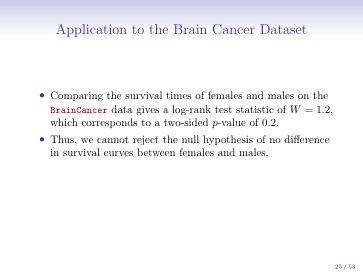 Application to the Brain Cancer Dataset
• Comparing the survival times of females and males on the
BrainCancer data gives a log-rank test statistic of W = 1.2,
which corresponds to a two-sided p-value of 0.2.
• Thus, we cannot reject the null hypothesis of no difference
in survival curves between females and males.
25 / 53